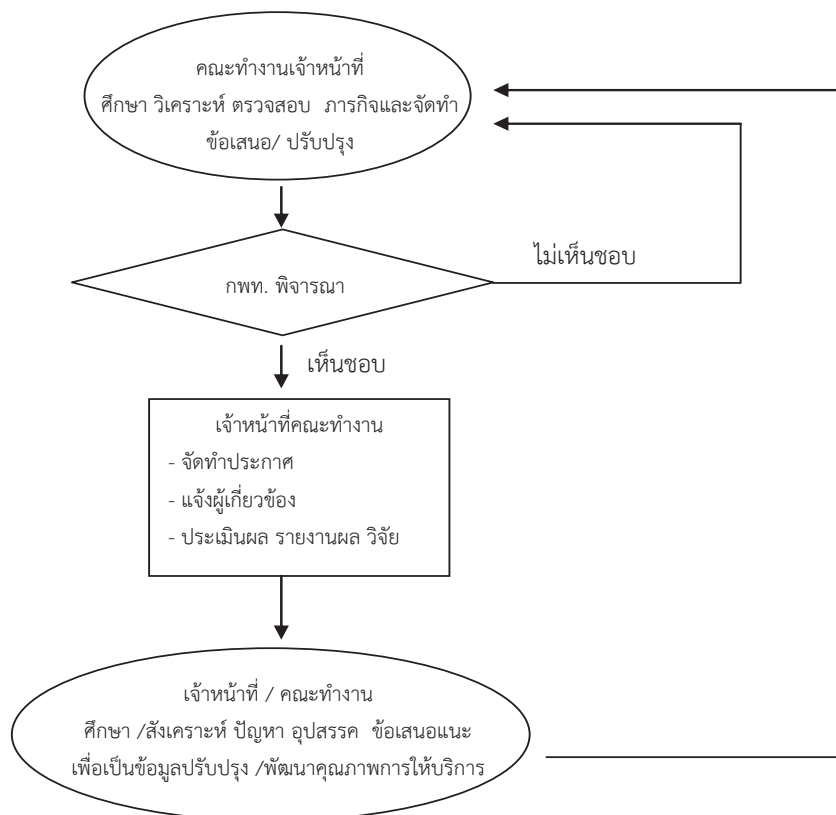 คณะทำงานเจ้าหน้าที่
ศึกษา วิเคราะห์ ตรวจสอบ ภารกิจและจัดทำ
ข้อเสนอ/ ปรับปรุง
กพท. พิจารณา
ไม่เห็นชอบ
เห็นชอบ
เจ้าหน้าที่คณะทำงาน
- จัดทำประกาศ
- แจ้งผู้เกี่ยวข้อง
- ประเมินผล รายงานผล วิจัย
เจ้าหน้าที่ / คณะทำงาน
ศึกษา /สังเคราะห์ ปัญหา อุปสรรค ข้อเสนอแนะ
เพื่อเป็นข้อมูลปรับปรุง /พัฒนาคุณภาพการให้บริการ